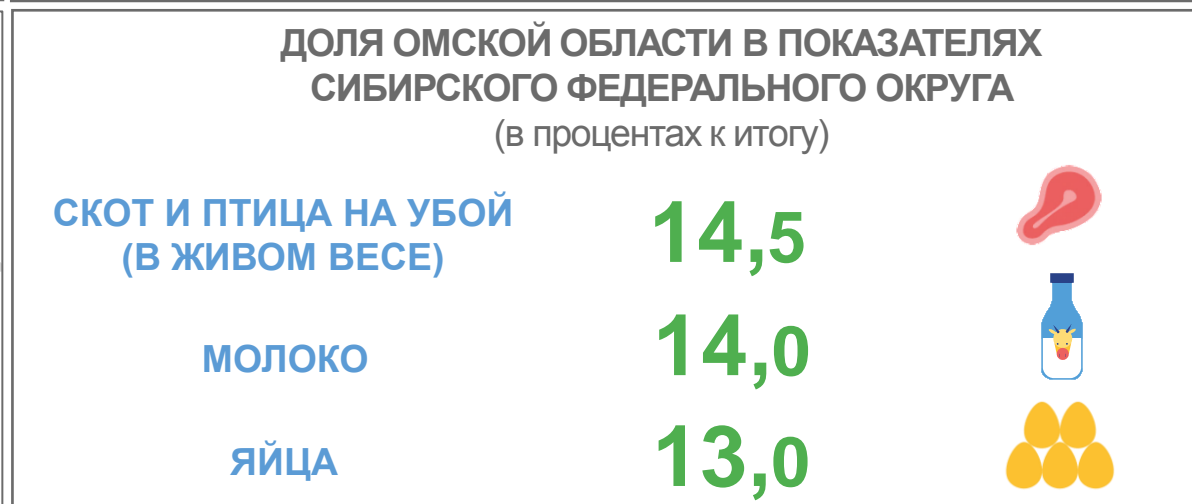 ДОЛЯ ОМСКОЙ ОБЛАСТИ В ПОКАЗАТЕЛЯХ
СИБИРСКОГО ФЕДЕРАЛЬНОГО ОКРУГА
(в процентах к итогу)
СКОТ И ПТИЦА НА УБОЙ
(В ЖИВОМ ВЕСЕ)
14,5
МОЛОКО
14,0
ЯЙЦА
13,0